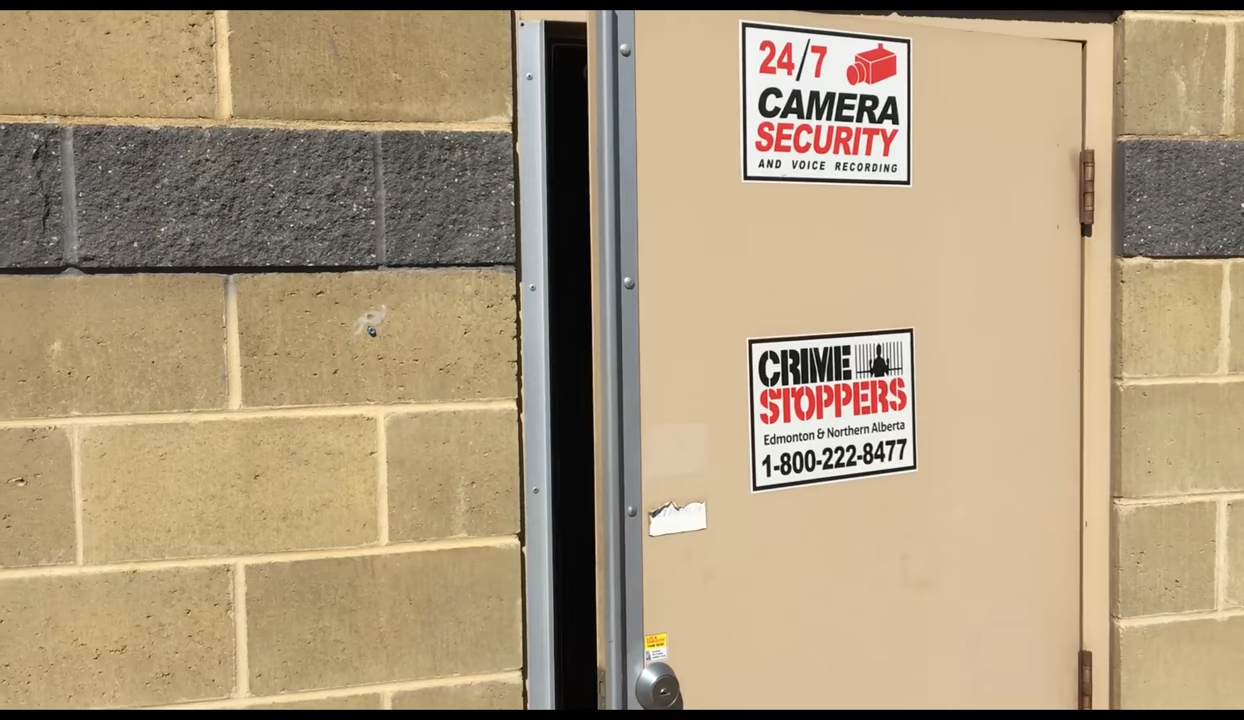 24/7
CAMERA
SECURITY
AND VOICE RECORDING
CRIME
STOPPERS
Edmonton & Northern Alberta
1-800-222-8477